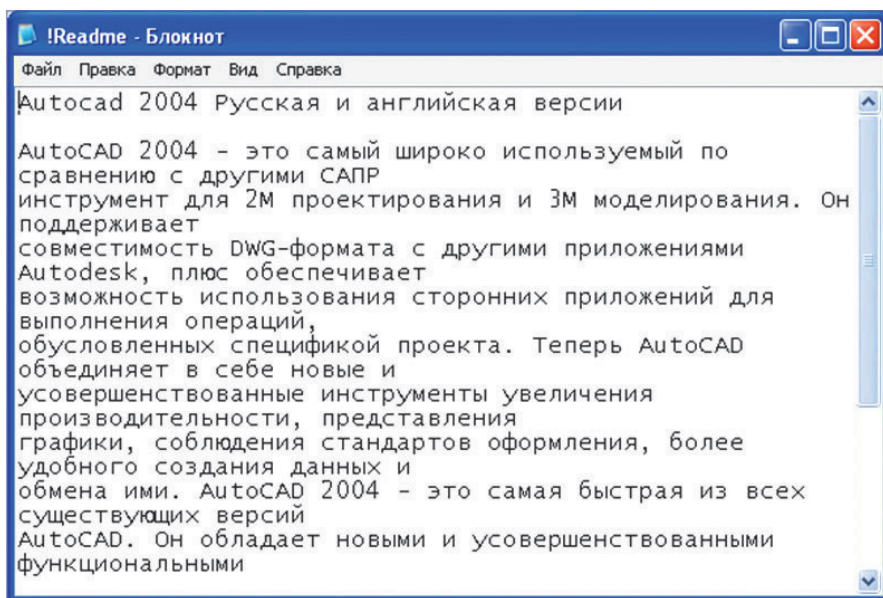 !Readme - Блокнот
Файл Правка Формат Вид Справка
Autocad 2004 Русская и английская версии
AutoCAD 2004 - это самый широко используемый по
сравнению с другими САПР
инструмент для 2М проектирования и 3М моделирования. Он
поддерживает
совместимость DWG-формата с другими приложениями
Autodesk, плюс обеспечивает
возможность использования сторонних приложений для
выполнения операций,
обусловленных спецификой проекта. Теперь AutoCAD
объединяет в себе новые и
усовершенствованные инструменты увеличения
производительности, представления
графики, соблюдения стандартов оформления, более
удобного создания данных и
обмена ими. AutoCAD 2004 - это самая быстрая из всех
существующих версий
AutoCAD. Он обладает новыми и усовершенствованными
функциональными